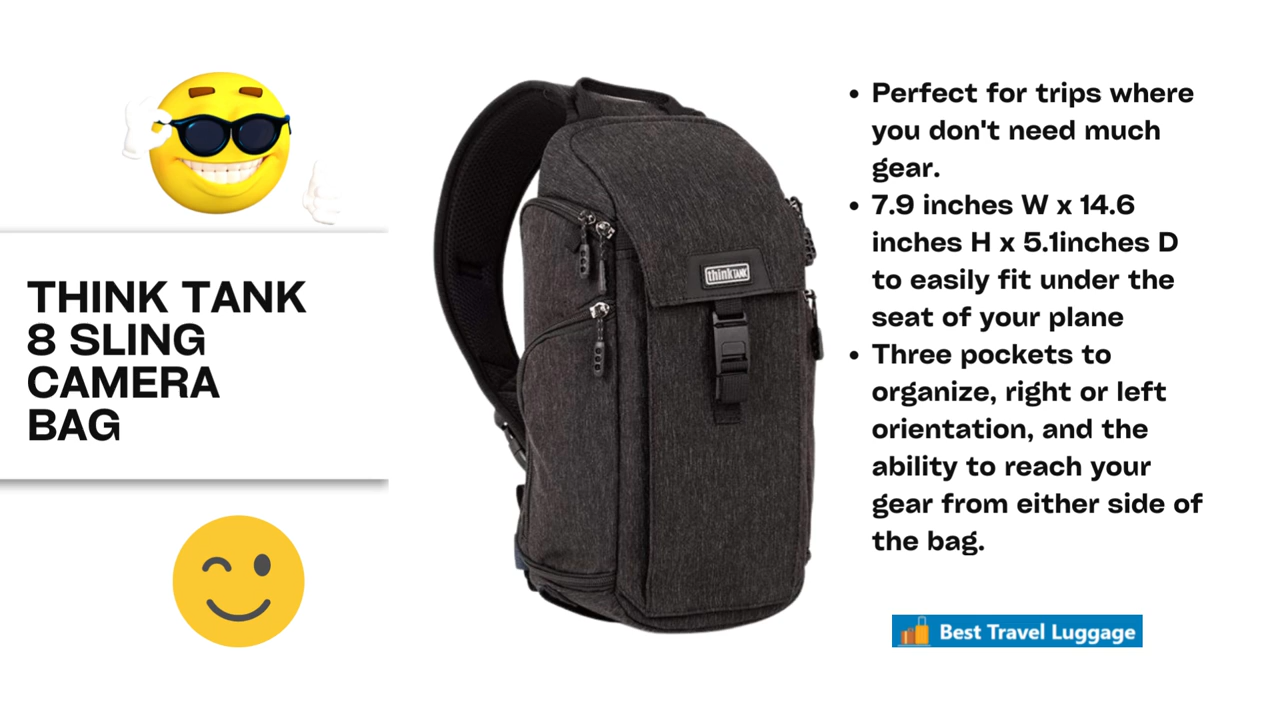 THINK TANK
8 SLING
CAMERA
BAG
thinkTANK
• Perfect for trips where
you don't need much
gear.
• 7.9 inches W x 14.6
inches H x 5.1inches D
to easily fit under the
seat of your plane
• Three pockets to
organize, right or left
orientation, and the
ability to reach your
gear from either side of
the bag.
Best Travel Luggage